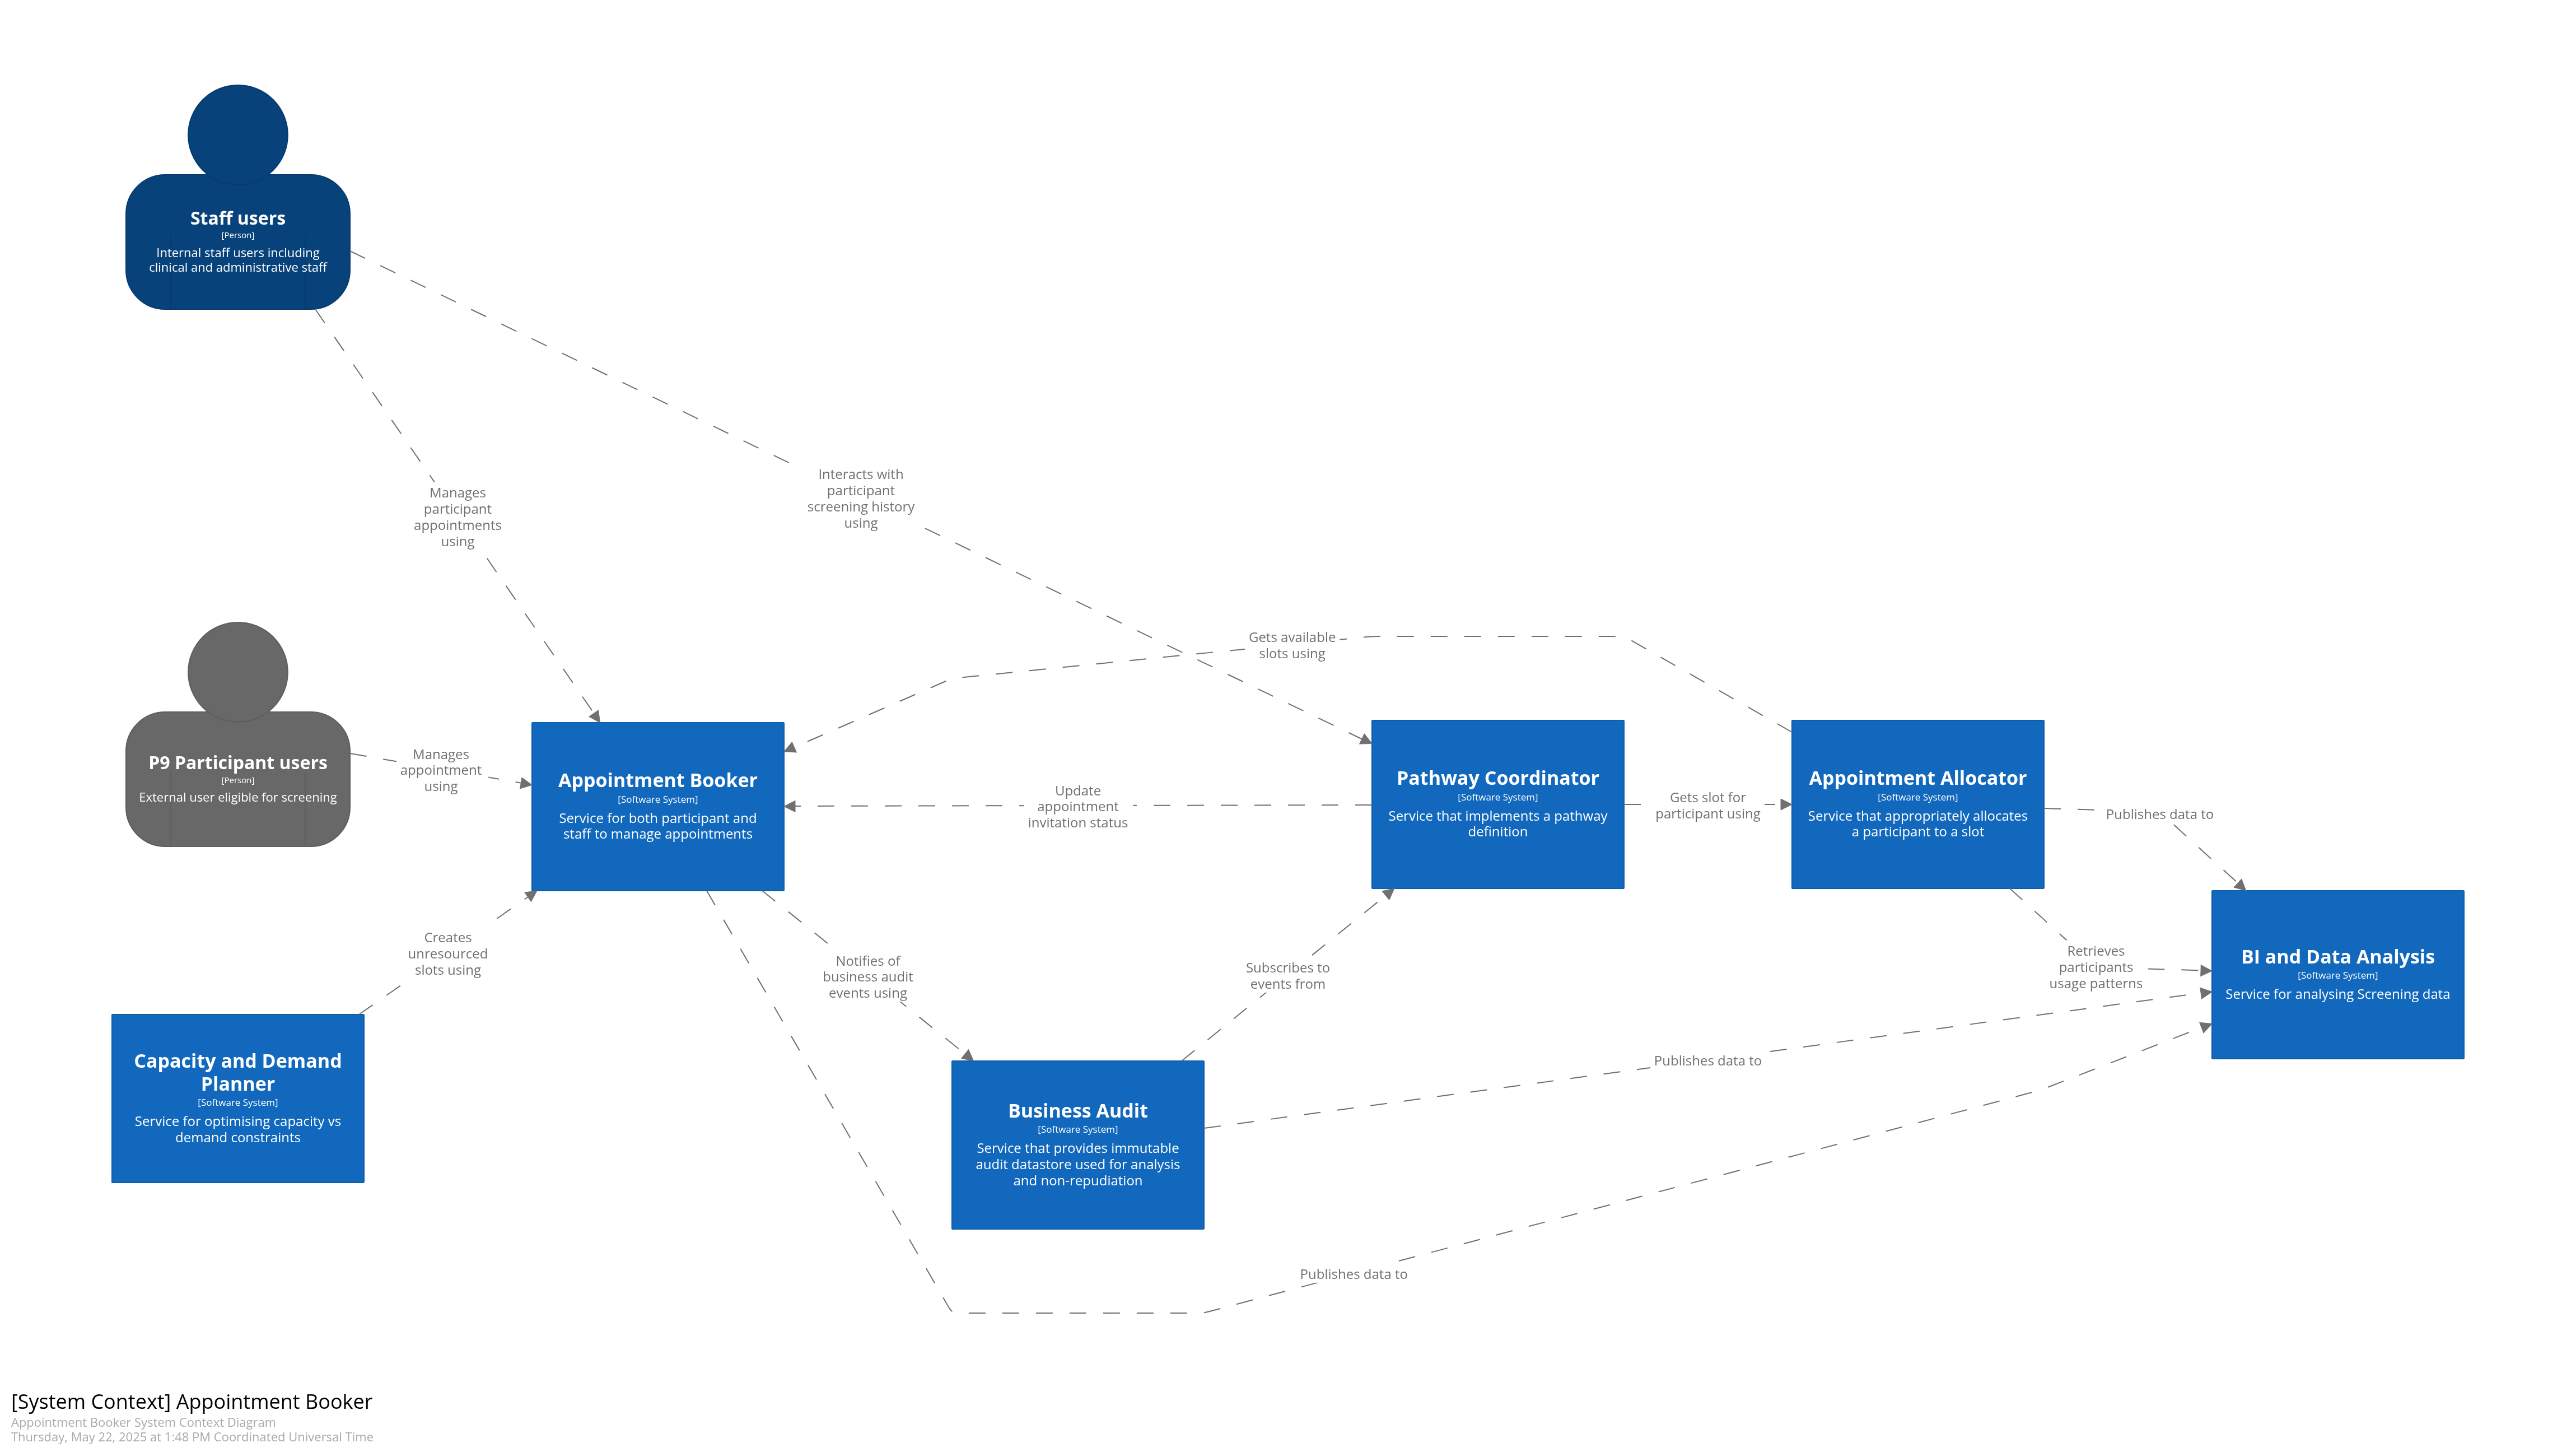 Staff users
[Person]
Internal staff users including
clinical and administrative staff
Manages
participant
appointments
using
Interacts with
participant
screening history
using
P9 Participant users
[Person]
External user eligible for screening
Manages
appointment
using
Gets available
slots using
Appointment Booker
[Software System]
Service for both participant and
staff to manage appointments
Update
appointment
invitation status
Pathway Coordinator
[Software System]
Service that implements a pathway
definition
Gets slot for
participant using
Appointment Allocator
[Software System]
Service that appropriately allocates
a participant to a slot
Publishes data to
Creates
unresourced
slots using
Notifies of
business audit
events using
Subscribes to
events from
Retrieves
participants
usage patterns
BI and Data Analysis
[Software System]
Service for analysing Screening data
Capacity and Demand
Planner
[Software System]
Service for optimising capacity vs
demand constraints
Business Audit
[Software System]
Service that provides immutable
audit datastore used for analysis
and non-repudiation
Publishes data to
Publishes data to
[System Context] Appointment Booker
Appointment Booker System Context Diagram
Thursday, May 22, 2025 at 1:48 PM Coordinated Universal Time